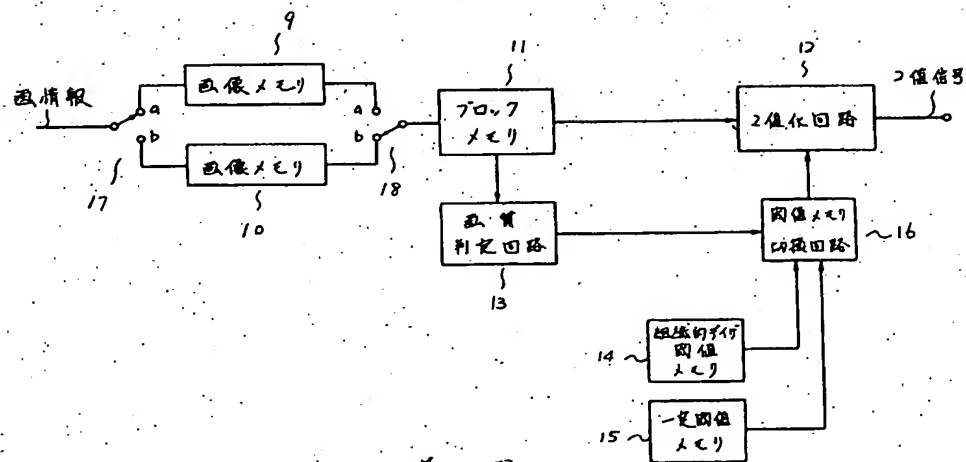 9
画像メモリ
画情報
a
b
17
画像メモリ
10
a
b
18
11
ブロック
メモリ
12
2値化回路
2値信号
画質
判定回路
13
閾値メモリ
切換回路
16
組織的ディザ
閾値
メモリ
14
一定閾値
メモリ
15